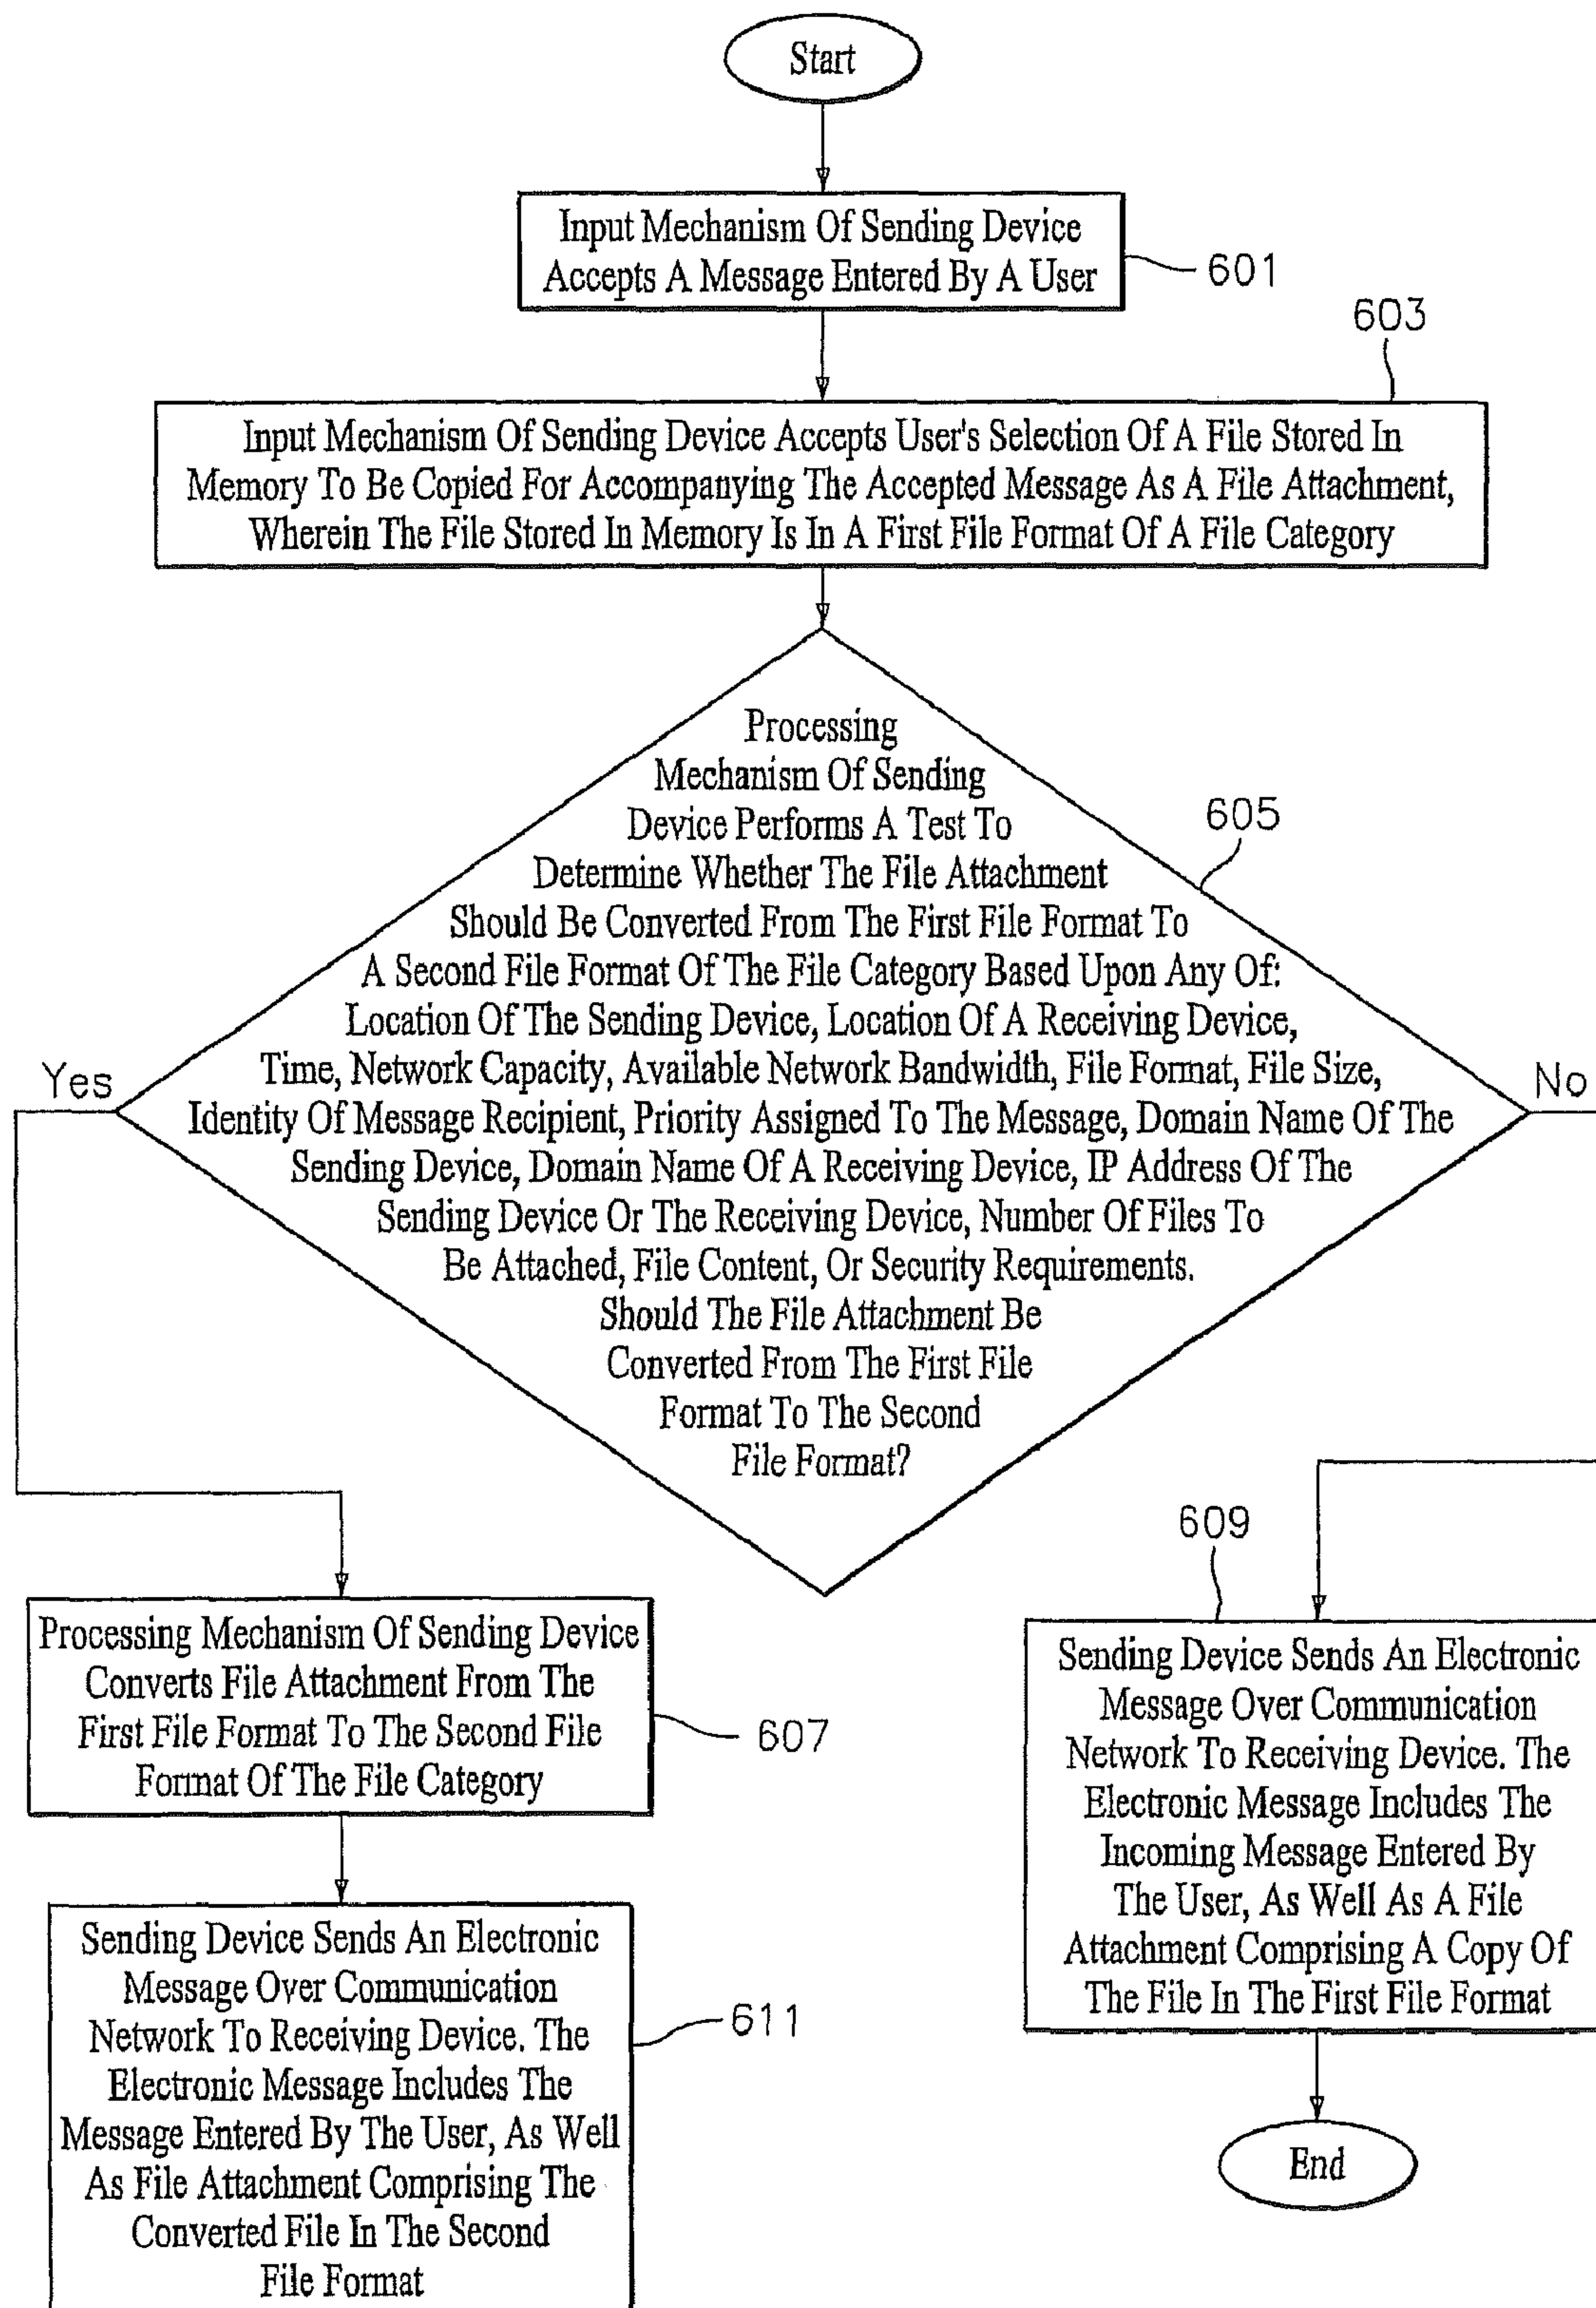 Start
Input Mechanism Of Sending Device
Accepts A Message Entered By A User
601
603
Input Mechanism Of Sending Device Accepts User's Selection Of A File Stored In
Memory To Be Copied For Accompanying The Accepted Message As A File Attachment,
Wherein The File Stored In Memory Is In A First File Format Of A File Category
Processing
Mechanism Of Sending
Device Performs A Test To
Determine Whether The File Attachment
Should Be Converted From The First File Format To
A Second File Format Of The File Category Based Upon Any Of:
Location Of The Sending Device, Location Of A Receiving Device,
Time, Network Capacity, Available Network Bandwidth, File Format, File Size,
Identity Of Message Recipient, Priority Assigned To The Message, Domain Name Of The
Sending Device, Domain Name Of A Receiving Device, IP Address Of The
Sending Device Or The Receiving Device, Number Of Files To
Be Attached, File Content, Or Security Requirements.
Should The File Attachment Be
Converted From The First File
Format To The Second
File Format?
605
Yes
No
Processing Mechanism Of Sending Device
Converts File Attachment From The
First File Format To The Second File
Format Of The File Category
607
Sending Device Sends An Electronic
Message Over Communication
Network To Receiving Device. The
Electronic Message Includes The
Message Entered By The User, As Well
As File Attachment Comprising The
Converted File In The Second
File Format
611
609
Sending Device Sends An Electronic
Message Over Communication
Network To Receiving Device. The
Electronic Message Includes The
Incoming Message Entered By
The User, As Well As A File
Attachment Comprising A Copy Of
The File In The First File Format
End